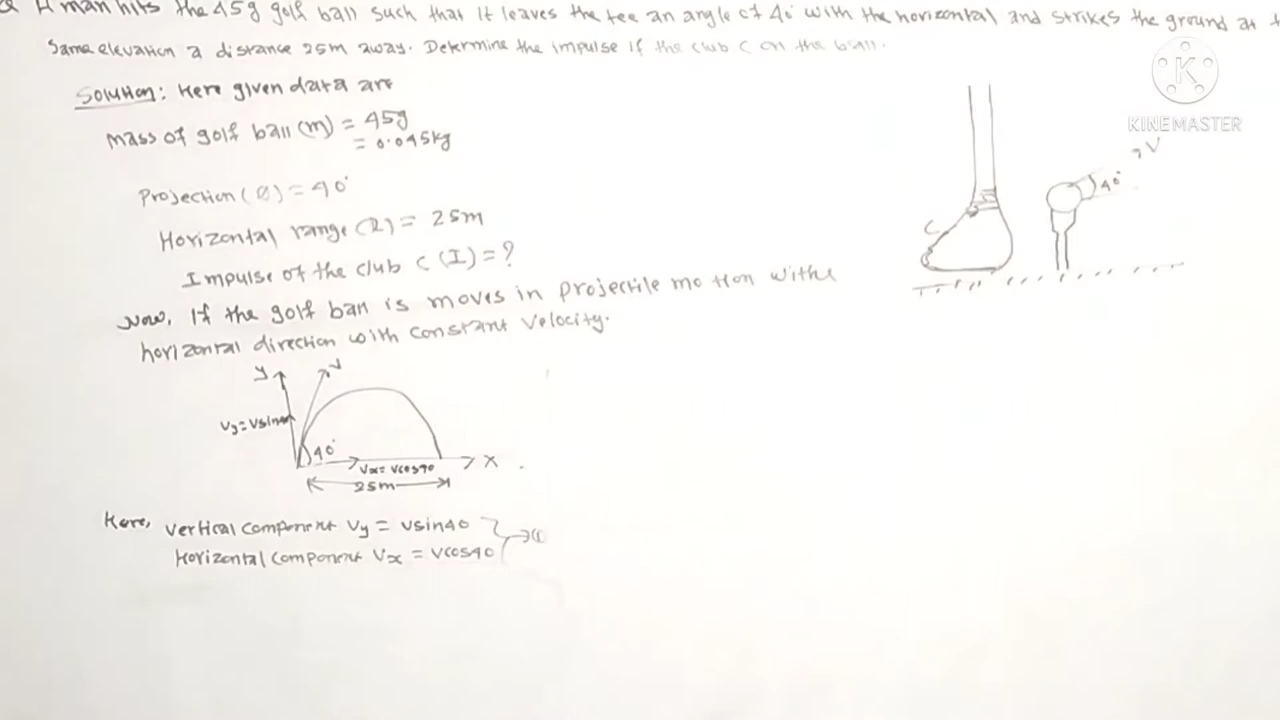 A man hits the 45g golf ball such that it leaves the tee an angle of 40° with the horizontal and strikes the ground at
Same elevation a distance 25m away. Determine the impulse if the club C on the ball.
Solution: Here given data are
mass of golf ball (m) = 45g
= 0.045kg
Projection (θ) = 40°
Horizontal range (R) = 25m
Impulse of the club C (I) = ?
Now, If the golf ball is moves in projectile motion with
horizontal direction with constant velocity.
y
V
Vy = Vsin40
40°
Vx = Vcos40
X
25m
Here, vertical component Vy = Vsin40
Horizontal component Vx = Vcos40
C
V
40°
K
KINEMASTER